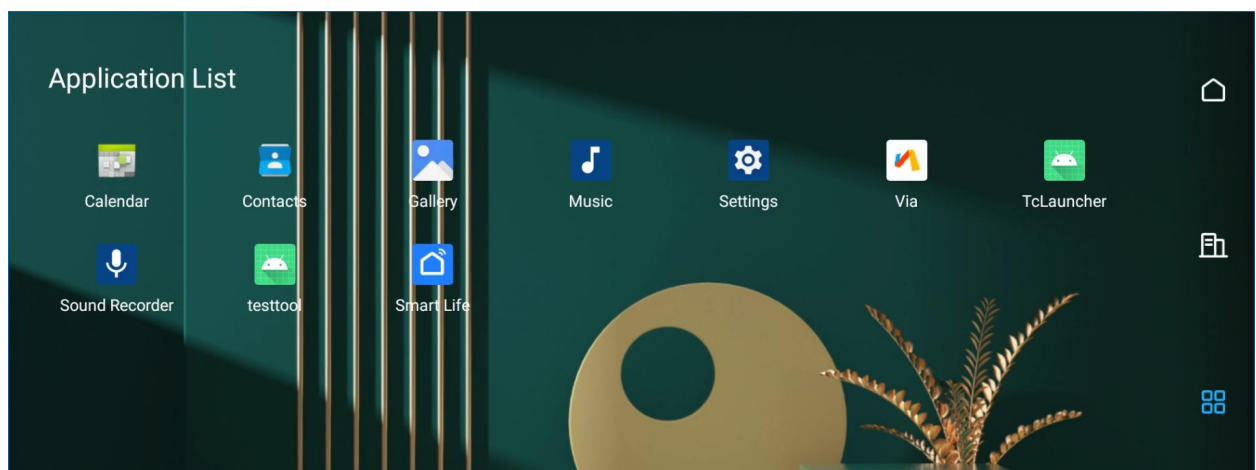 Application List
Calendar
Contacts
Gallery
Music
Settings
Via
TcLauncher
Sound Recorder
testtool
Smart Life